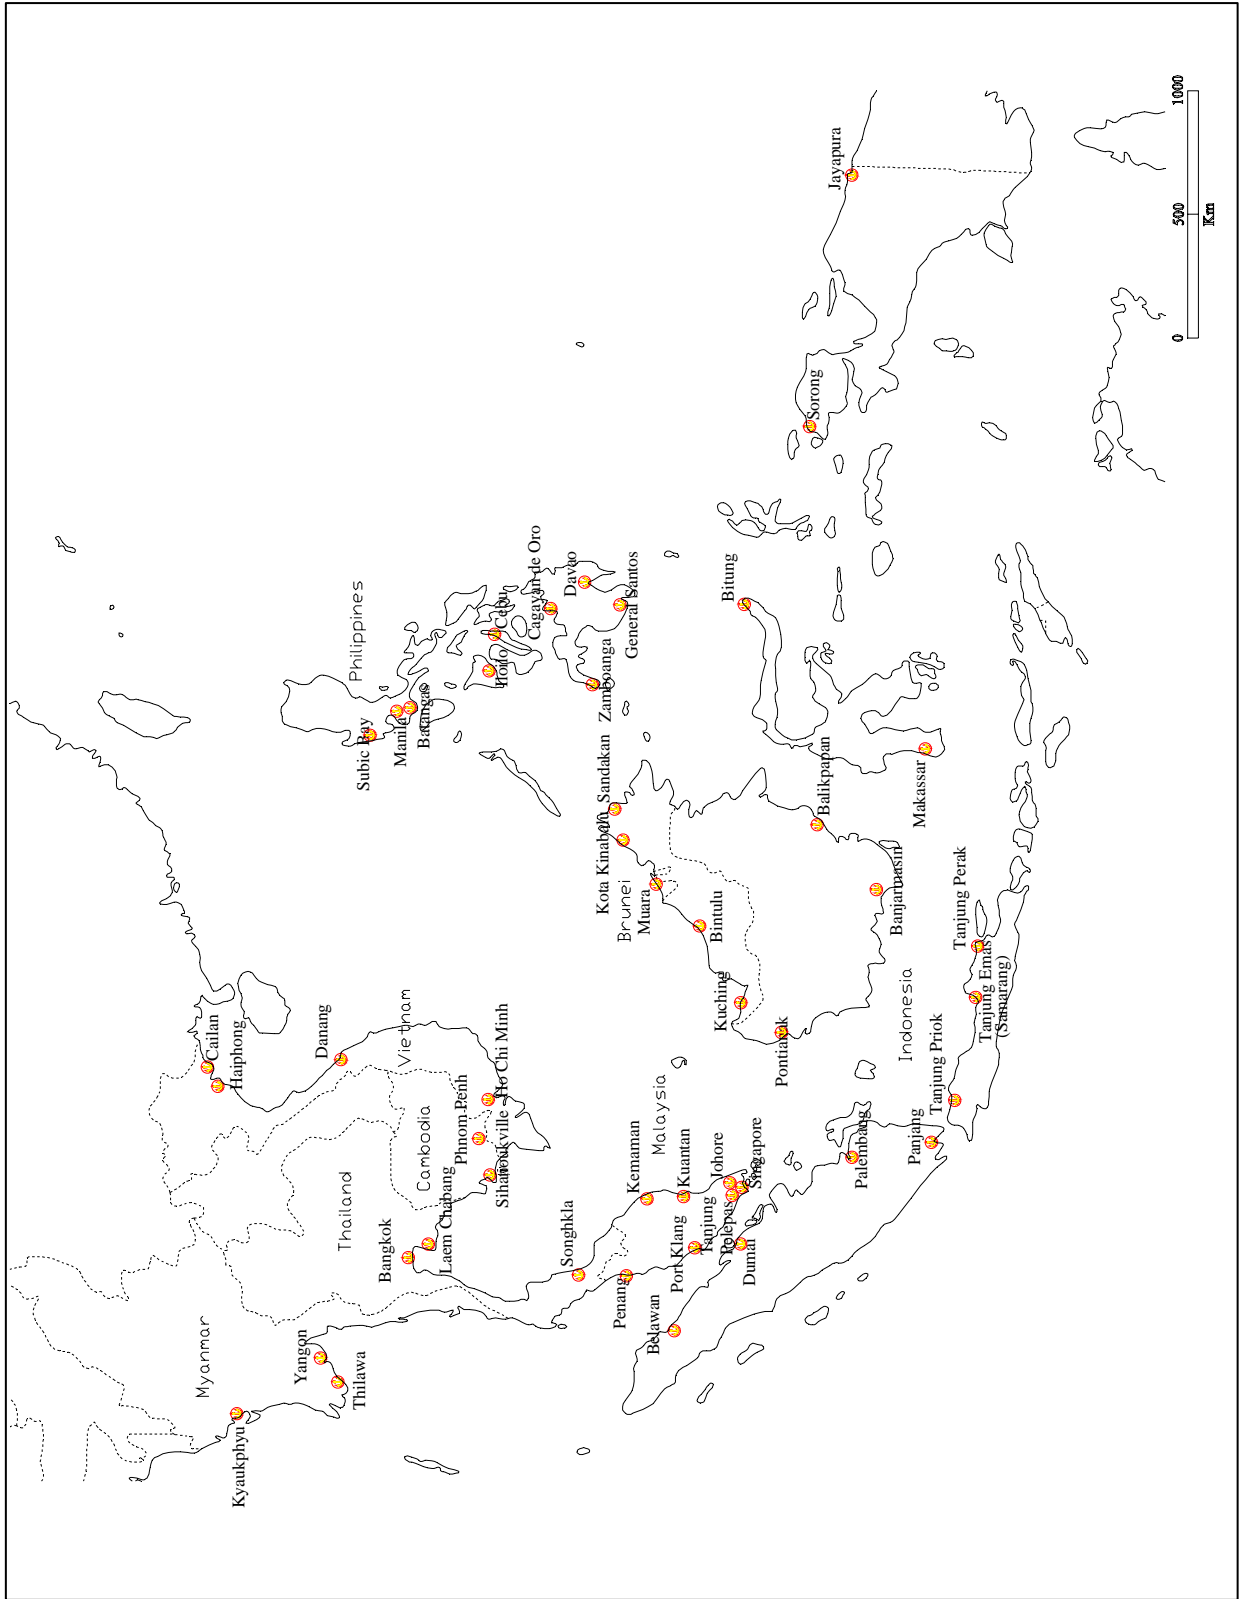 Kyaukphyu
Myanmar
Yangon
Thilawa
Cailan
Haiphong
Danang
Vietnam
Thailand
Cambodia
Bangkok
Laem Chabang
Phnom Penh
Ho Chi Minh
Sihanoukville
Songhkla
Philippines
Subic Bay
Manila
Batangas
Iloilo
Cebu
Cagayan de Oro
Davao
General Santos
Zamboanga
Sandakan
Kota Kinabalu
Brunei
Muara
Bintulu
Kuching
Pontianak
Malaysia
Kemaman
Kuantan
Penang
Port Klang
Tanjung
Pelepas
Johore
Singapore
Belawan
Dumai
Palembang
Panjang
Indonesia
Tanjung Priok
Tanjung Emas
(Samarang)
Tanjung Perak
Banjarmasin
Balikpapan
Makassar
Bitung
Sorong
Jayapura
0
500
1000
Km